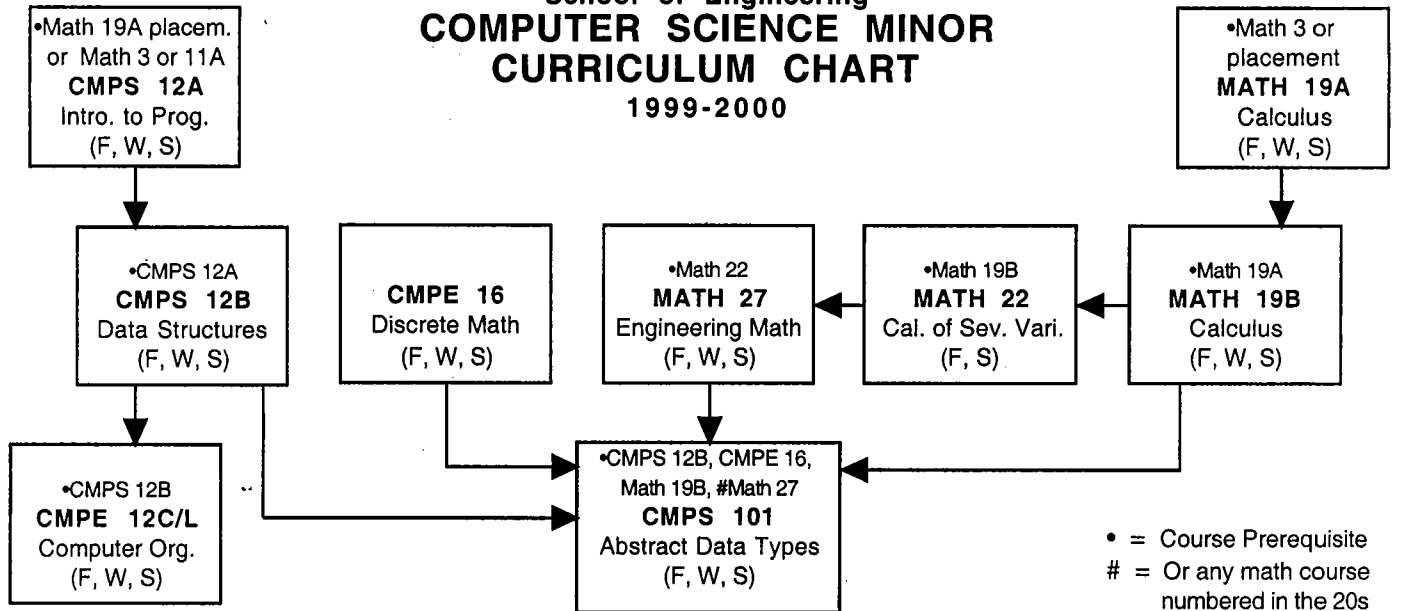 School of Engineering
COMPUTER SCIENCE MINOR
CURRICULUM CHART
1999-2000
•Math 19A placem.
or Math 3 or 11A
CMPS 12A
Intro. to Prog.
(F, W, S)
•Math 3 or
placement
MATH 19A
Calculus
(F, W, S)
•CMPS 12A
CMPS 12B
Data Structures
(F, W, S)
CMPE 16
Discrete Math
(F, W, S)
•Math 22
MATH 27
Engineering Math
(F, W, S)
•Math 19B
MATH 22
Cal. of Sev. Vari.
(F, S)
•Math 19A
MATH 19B
Calculus
(F, W, S)
•CMPS 12B
CMPE 12C/L
Computer Org.
(F, W, S)
•CMPS 12B, CMPE 16,
Math 19B, #Math 27
CMPS 101
Abstract Data Types
(F, W, S)
• = Course Prerequisite
# = Or any math course
numbered in the 20s